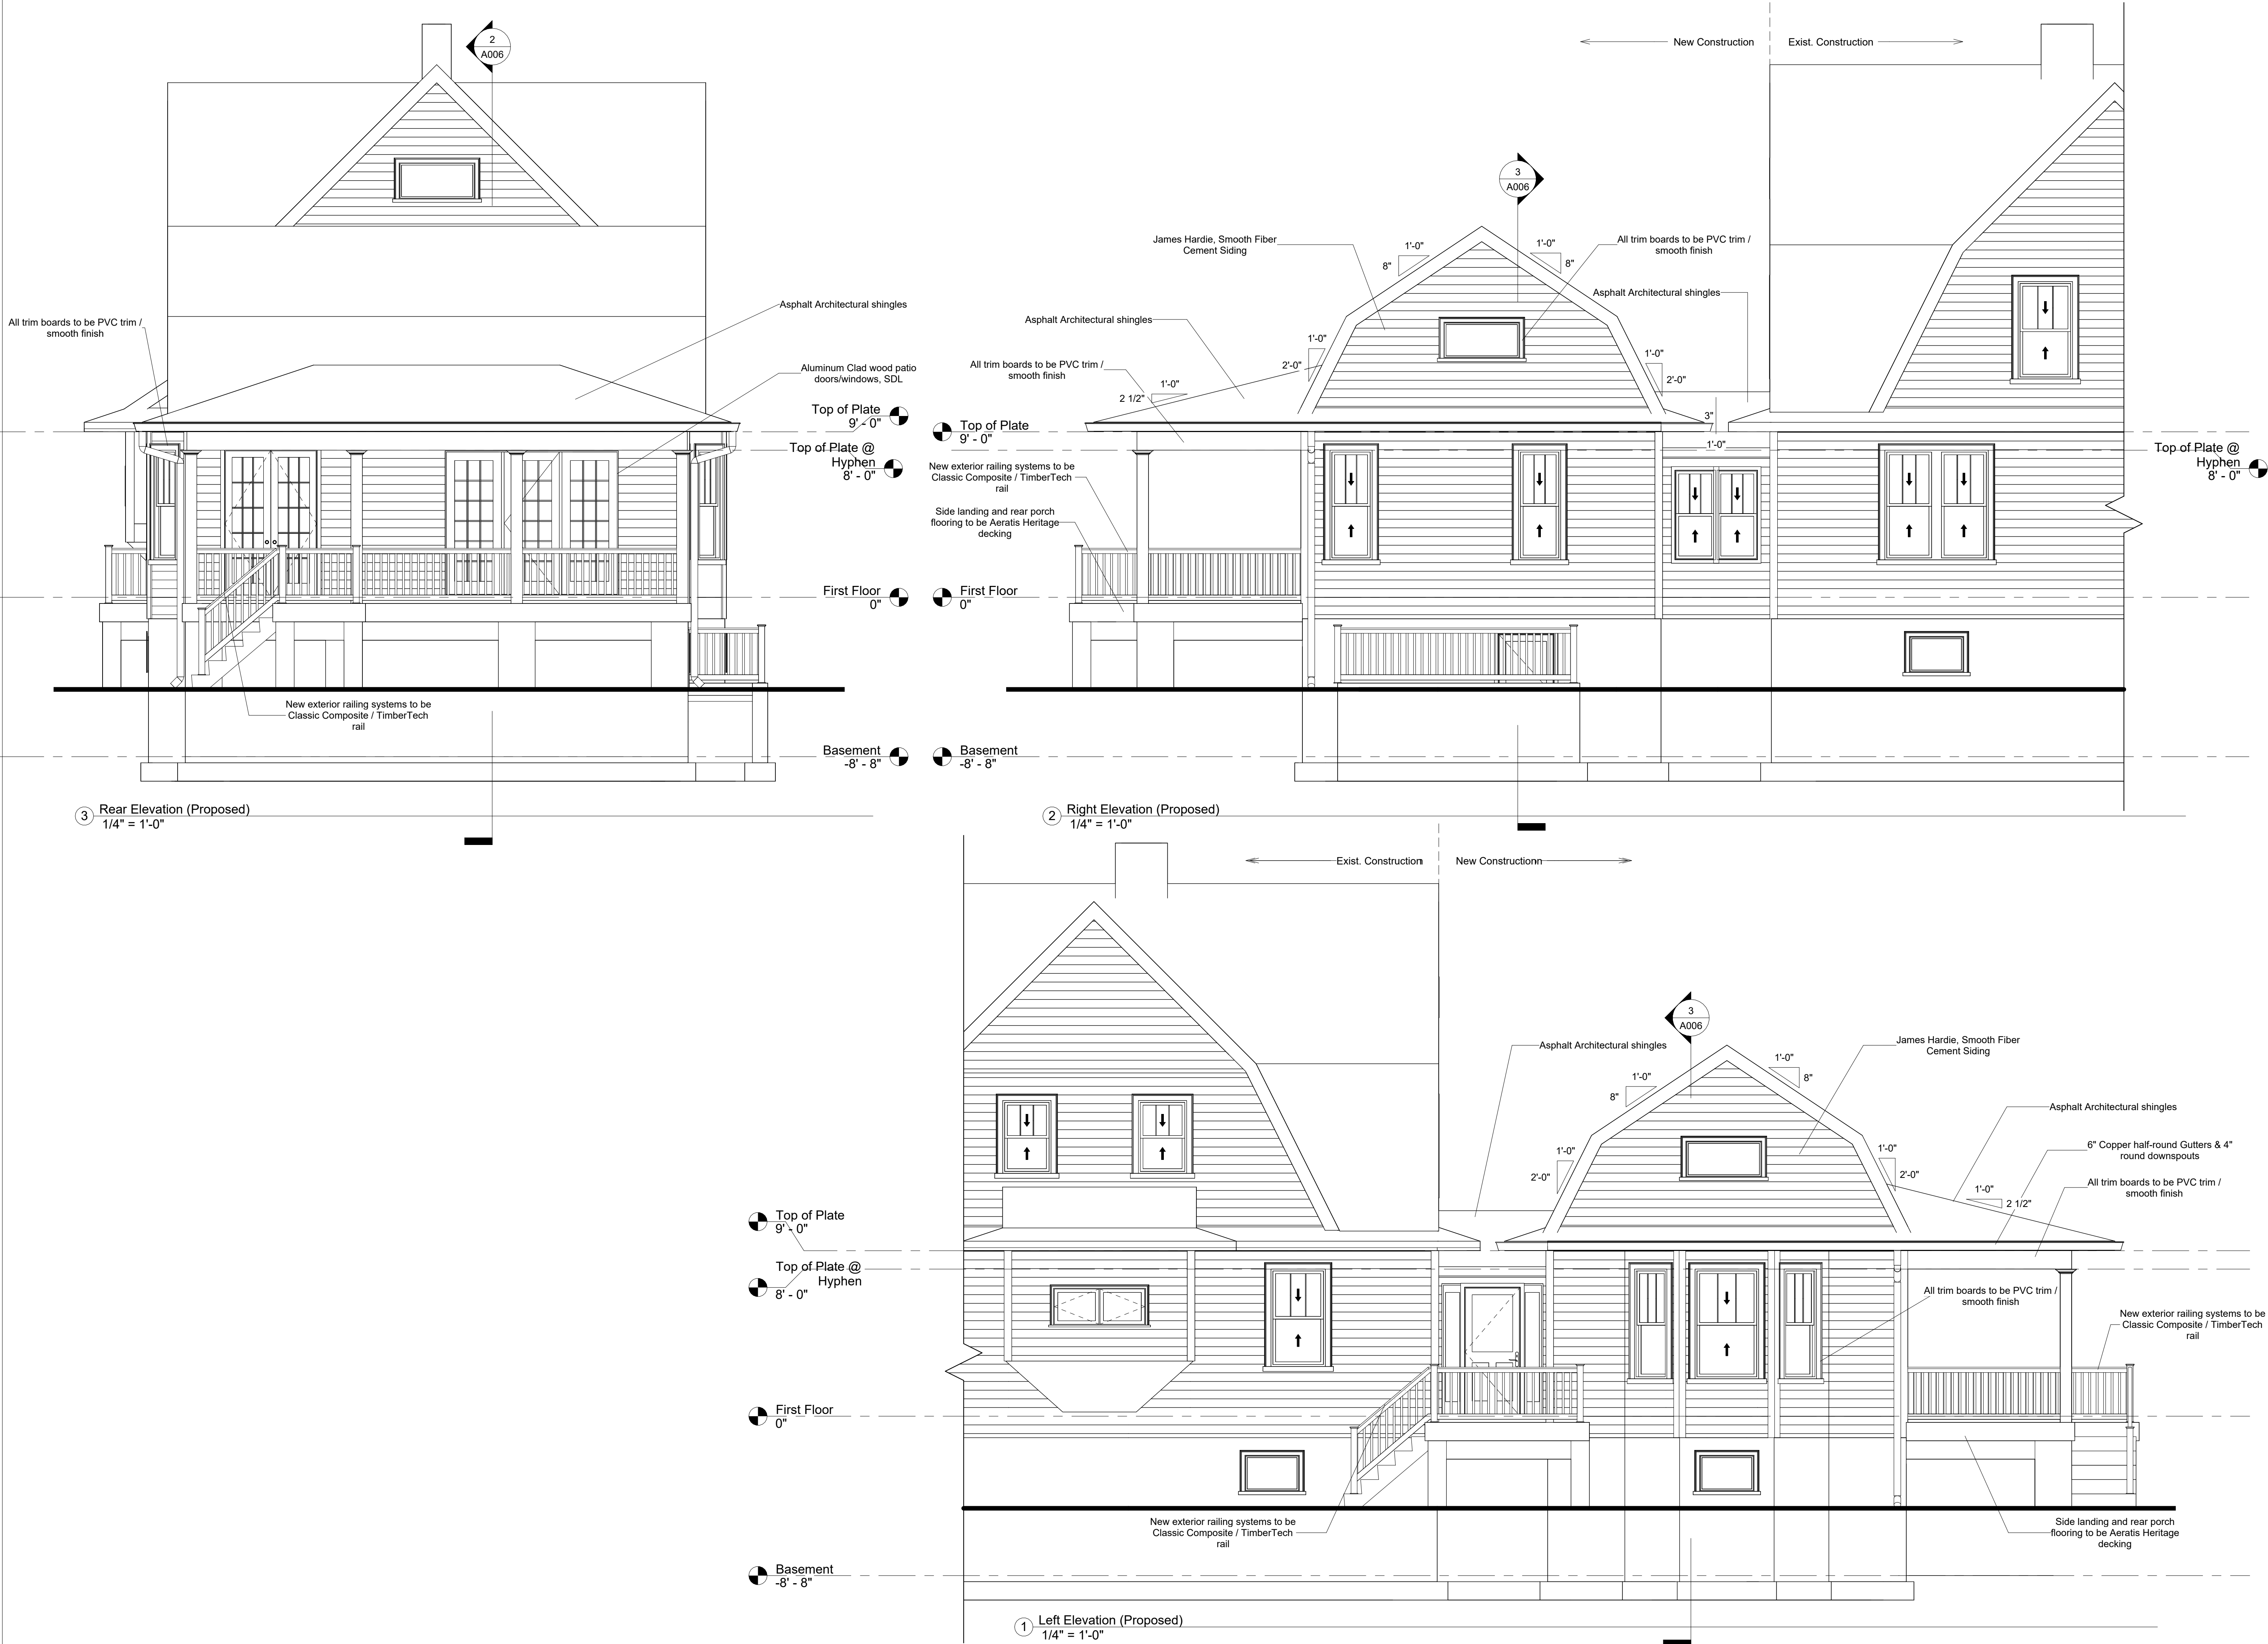 2
A006
All trim boards to be PVC trim /
smooth finish
Asphalt Architectural shingles
Aluminum Clad wood patio
doors/windows, SDL
Top of Plate
9' - 0"
Top of Plate @
Hyphen
8' - 0"
First Floor
0"
New exterior railing systems to be
Classic Composite / TimberTech
rail
Basement
-8' - 8"
3
Rear Elevation (Proposed)
1/4" = 1'-0"
New Construction
Exist. Construction
3
A006
James Hardie, Smooth Fiber
Cement Siding
1'-0"
8"
1'-0"
8"
All trim boards to be PVC trim /
smooth finish
Asphalt Architectural shingles
Asphalt Architectural shingles
1'-0"
2'-0"
1'-0"
2'-0"
All trim boards to be PVC trim /
smooth finish
1'-0"
2 1/2"
3"
1'-0"
Top of Plate
9' - 0"
Top of Plate @
Hyphen
8' - 0"
New exterior railing systems to be
Classic Composite / TimberTech
rail
Side landing and rear porch
flooring to be Aeratis Heritage
decking
First Floor
0"
Basement
-8' - 8"
2
Right Elevation (Proposed)
1/4" = 1'-0"
Exist. Construction
New Constructionn
3
A006
Asphalt Architectural shingles
James Hardie, Smooth Fiber
Cement Siding
1'-0"
8"
1'-0"
8"
Asphalt Architectural shingles
6" Copper half-round Gutters & 4"
round downspouts
1'-0"
2'-0"
1'-0"
2'-0"
All trim boards to be PVC trim /
smooth finish
1'-0"
2 1/2"
Top of Plate
9' - 0"
Top of Plate @
Hyphen
8' - 0"
All trim boards to be PVC trim /
smooth finish
New exterior railing systems to be
Classic Composite / TimberTech
rail
First Floor
0"
New exterior railing systems to be
Classic Composite / TimberTech
rail
Side landing and rear porch
flooring to be Aeratis Heritage
decking
Basement
-8' - 8"
1
Left Elevation (Proposed)
1/4" = 1'-0"